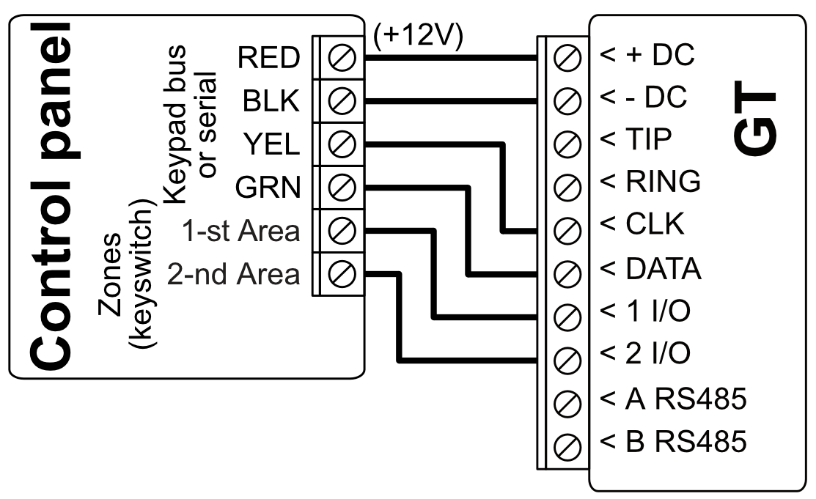 Control panel
Keypad bus
or serial
Zones
(keyswitch)
RED
BLK
YEL
GRN
1-st Area
2-nd Area
(+12V)
< + DC
< - DC
< TIP
< RING
< CLK
< DATA
< 1 I/O
< 2 I/O
< A RS485
< B RS485
GT